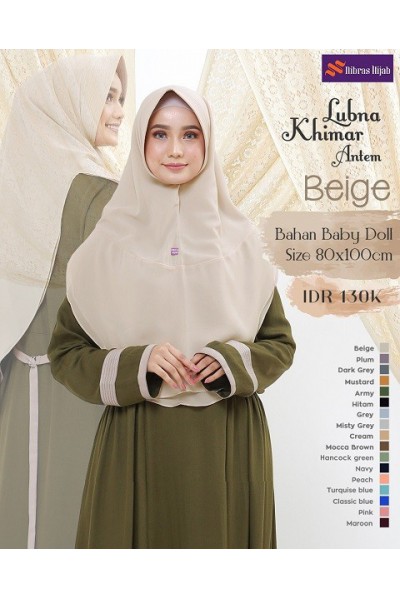 Nibras Hijab
Lubna
Khimar
Antem
Beige
Bahan Baby Doll
Size 80x100cm
IDR 130K
Beige
Plum
Dark Grey
Mustard
Army
Hitam
Grey
Misty Grey
Cream
Mocca Brown
Hancock green
Navy
Peach
Turquise blue
Classic blue
Pink
Maroon